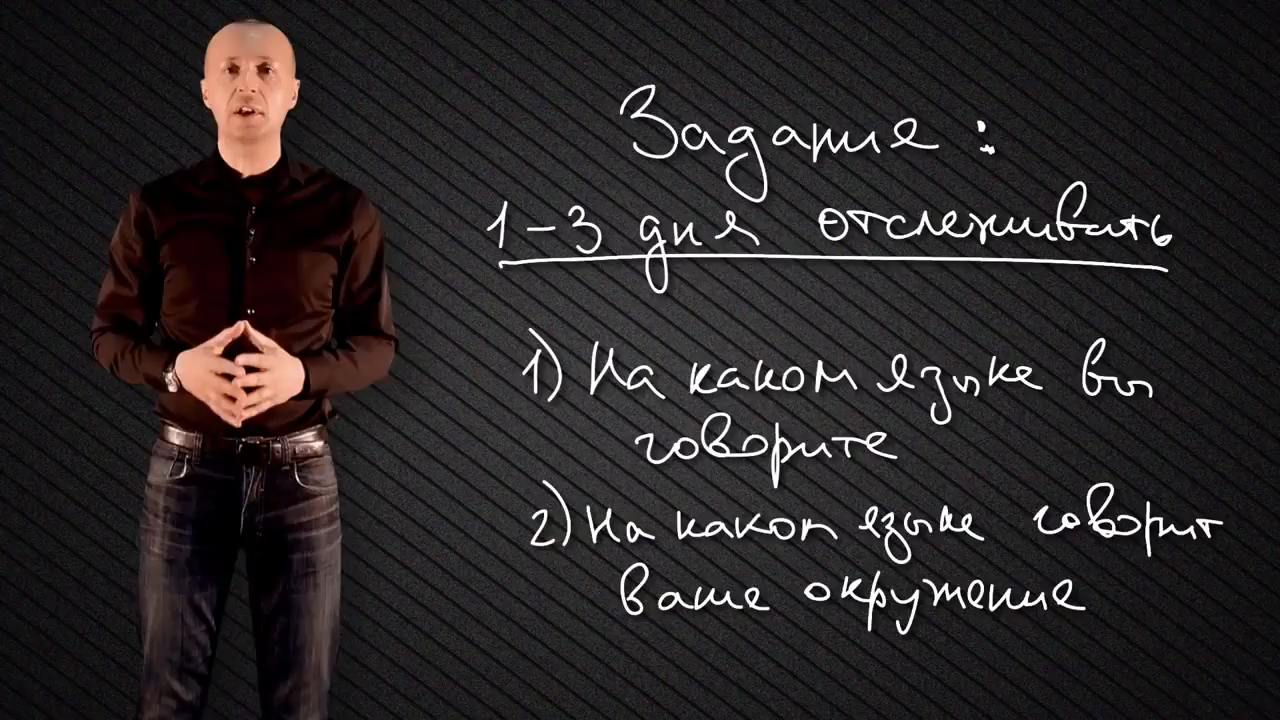 Задание:
1-3 дня отслеживать
1) На каком языке вы
говорите
2) На каком языке говорит
ваше окружение